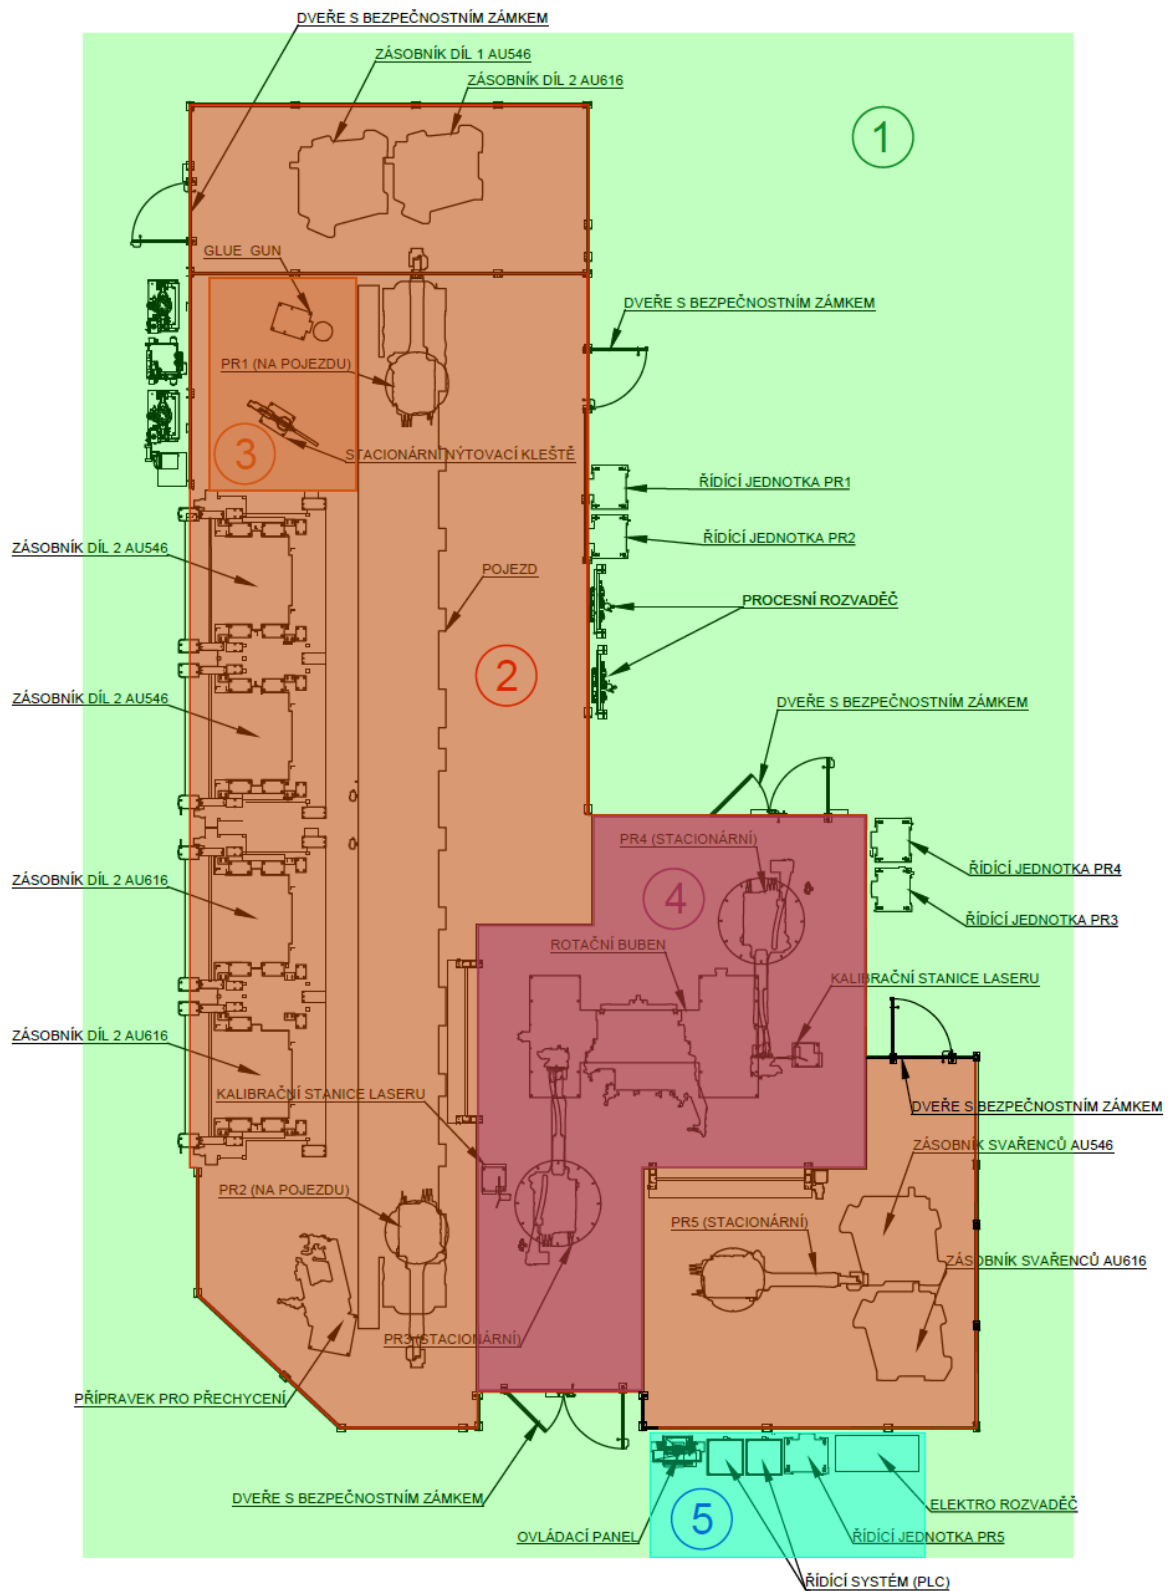 DVEŘE S BEZPEČNOSTNÍM ZÁMKEM
ZÁSOBNÍK DÍL 1 AU546
ZÁSOBNÍK DÍL 2 AU616
1
GLUE GUN
DVEŘE S BEZPEČNOSTNÍM ZÁMKEM
PR1 (NA POJEZDU)
3
STACIONÁRNÍ NÝTOVACÍ KLEŠTĚ
ŘÍDÍCÍ JEDNOTKA PR1
ŘÍDÍCÍ JEDNOTKA PR2
ZÁSOBNÍK DÍL 2 AU546
POJEZD
PROCESNÍ ROZVADĚČ
2
ZÁSOBNÍK DÍL 2 AU546
DVEŘE S BEZPEČNOSTNÍM ZÁMKEM
PR4 (STACIONÁRNÍ)
ŘÍDÍCÍ JEDNOTKA PR4
ZÁSOBNÍK DÍL 2 AU616
4
ŘÍDÍCÍ JEDNOTKA PR3
ROTAČNÍ BUBEN
KALIBRAČNÍ STANICE LASERU
ZÁSOBNÍK DÍL 2 AU616
KALIBRAČNÍ STANICE LASERU
DVEŘE S BEZPEČNOSTNÍM ZÁMKEM
ZÁSOBNÍK SVAŘENCŮ AU546
PR2 (NA POJEZDU)
PR5 (STACIONÁRNÍ)
ZÁSOBNÍK SVAŘENCŮ AU616
PR3 (STACIONÁRNÍ)
PŘÍPRAVEK PRO PŘECHYCENÍ
DVEŘE S BEZPEČNOSTNÍM ZÁMKEM
ELEKTRO ROZVADĚČ
5
OVLÁDACÍ PANEL
ŘÍDÍCÍ JEDNOTKA PR5
ŘÍDÍCÍ SYSTÉM (PLC)